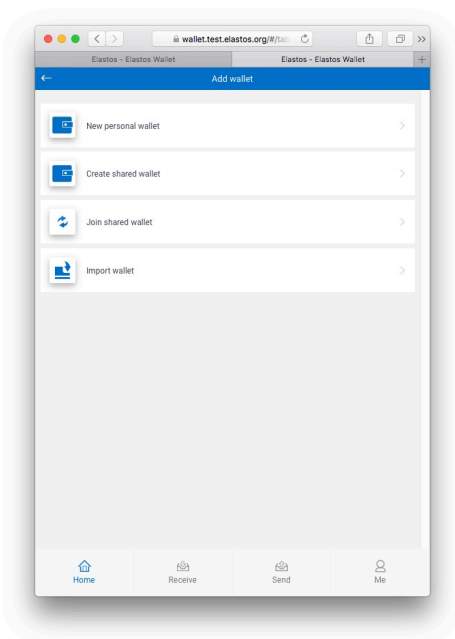 wallet.test.elastos.org/#/tab
Elastos - Elastos Wallet
Elastos - Elastos Wallet
Add wallet
New personal wallet
Create shared wallet
Join shared wallet
Import wallet
Home
Receive
Send
Me